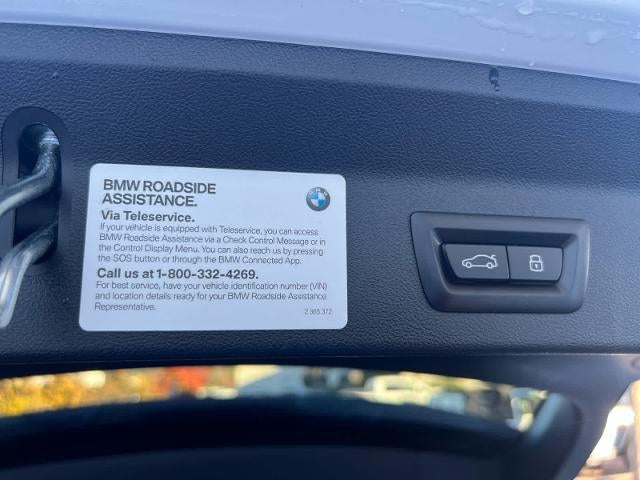 BMW ROADSIDE
ASSISTANCE.
Via Teleservice.
If your vehicle is equipped with Teleservice, you can access
BMW Roadside Assistance via a Check Control Message or in
the Control Display Menu. You can also reach us by pressing
the SOS button or through the BMW Connected App.
Call us at 1-800-332-4269.
For best service, have your vehicle identification number (VIN)
and location details ready for your BMW Roadside Assistance
Representative.
2 365 372